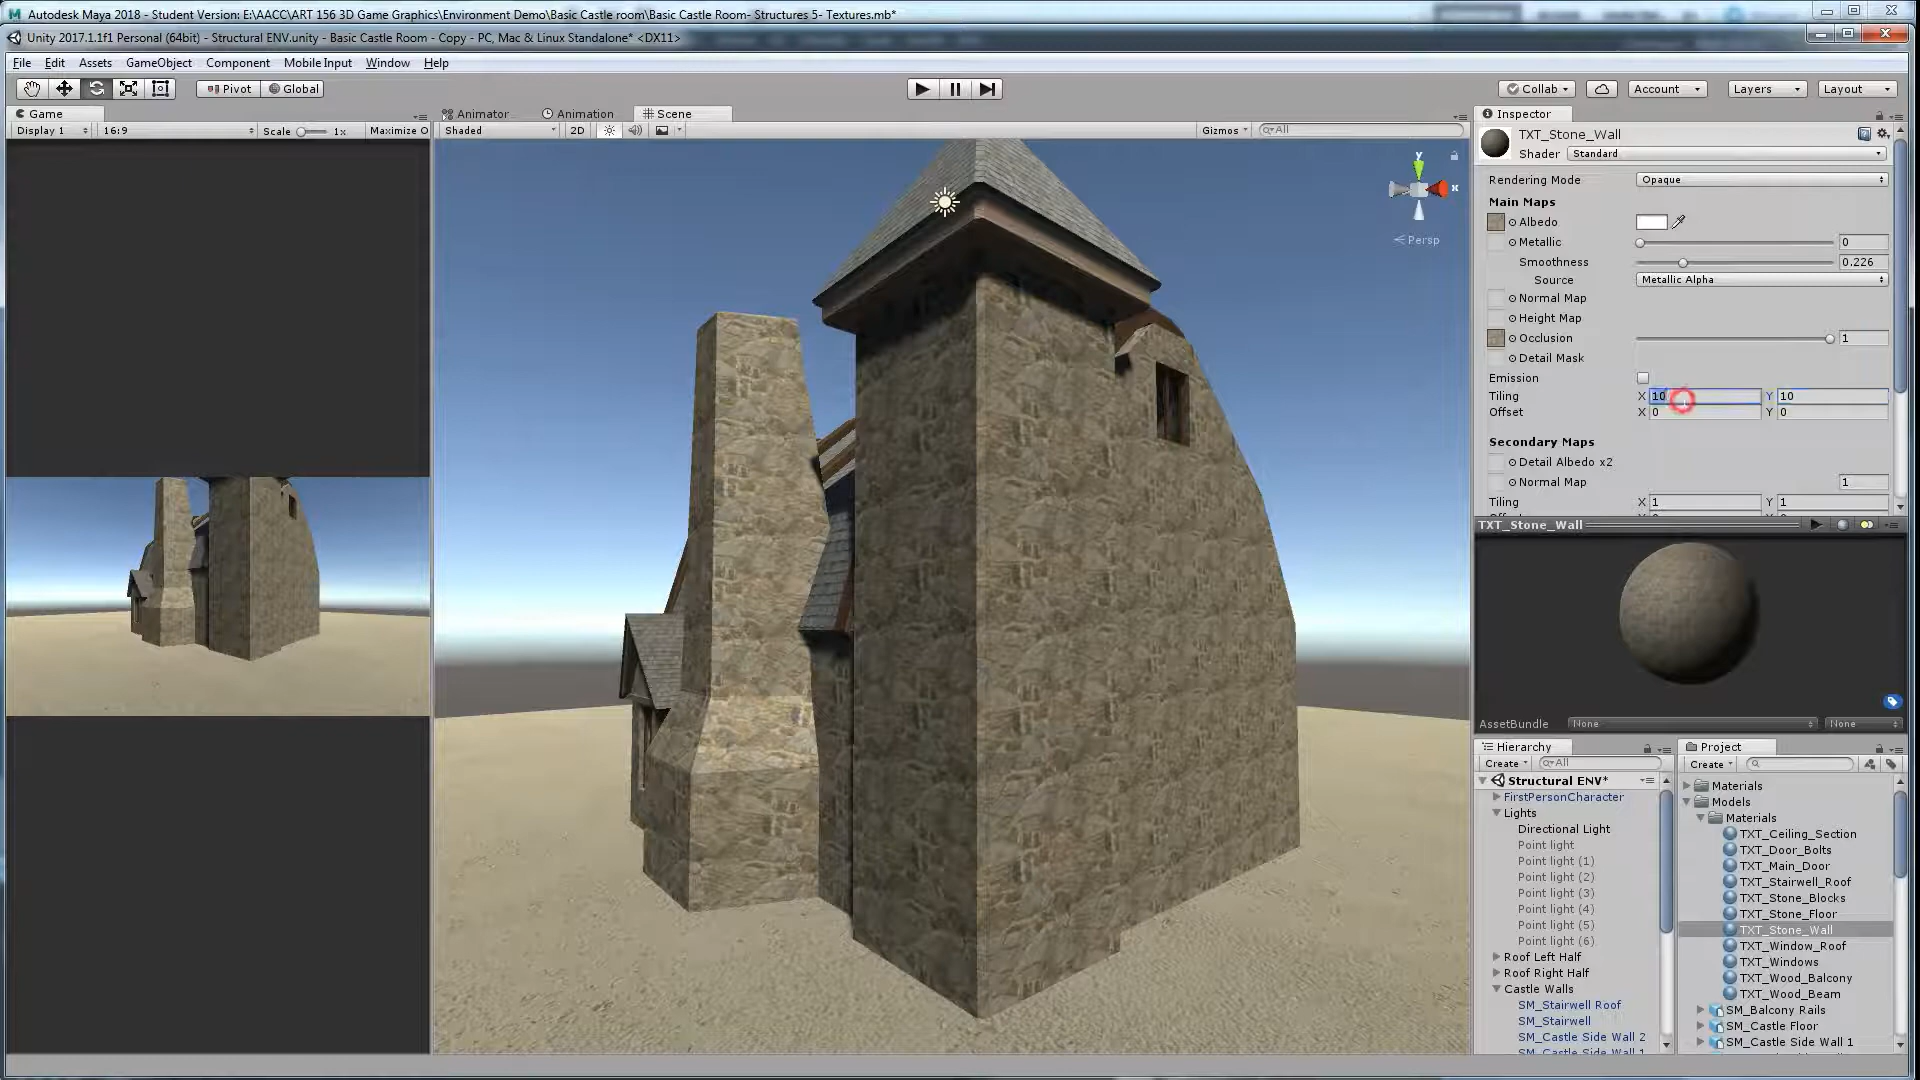 Autodesk Maya 2018 - Student Version: E:\AACC\ART 156 3D Game Graphics\Environment Demo\Basic Castle room\Basic Castle Room- Structures 5- Textures.mb*
Unity 2017.1.1f1 Personal (64bit) - Structural ENV.unity - Basic Castle Room - Copy - PC, Mac & Linux Standalone* <DX11>
File Edit Assets GameObject Component Mobile Input Window Help
Pivot Global Collab Account Layers Layout
Game Animator Animation Scene Inspector
Display 1 16:9 Scale 1x Maximize O Shaded 2D Gizmos All
TXT_Stone_Wall
Shader Standard
Rendering Mode Opaque
Main Maps
Albedo
Metallic 0
Smoothness 0.226
Source Metallic Alpha
Normal Map
Height Map
Occlusion 1
Detail Mask
Emission
Tiling X 10 Y 10
Offset X 0 Y 0
Secondary Maps
Detail Albedo x2
Normal Map 1
Tiling X 1 Y 1
y
x
Persp
TXT_Stone_Wall
AssetBundle None None
Hierarchy
Create All
Structural ENV*
FirstPersonCharacter
Lights
Directional Light
Point light
Point light (1)
Point light (2)
Point light (3)
Point light (4)
Point light (5)
Point light (6)
Roof Left Half
Roof Right Half
Castle Walls
SM_Stairwell Roof
SM_Stairwell
SM_Castle Side Wall 2
SM_Castle Side Wall 1
Project
Create
Materials
Models
Materials
TXT_Ceiling_Section
TXT_Door_Bolts
TXT_Main_Door
TXT_Stairwell_Roof
TXT_Stone_Blocks
TXT_Stone_Floor
TXT_Stone_Wall
TXT_Window_Roof
TXT_Windows
TXT_Wood_Balcony
TXT_Wood_Beam
SM_Balcony Rails
SM_Castle Floor
SM_Castle Side Wall 1